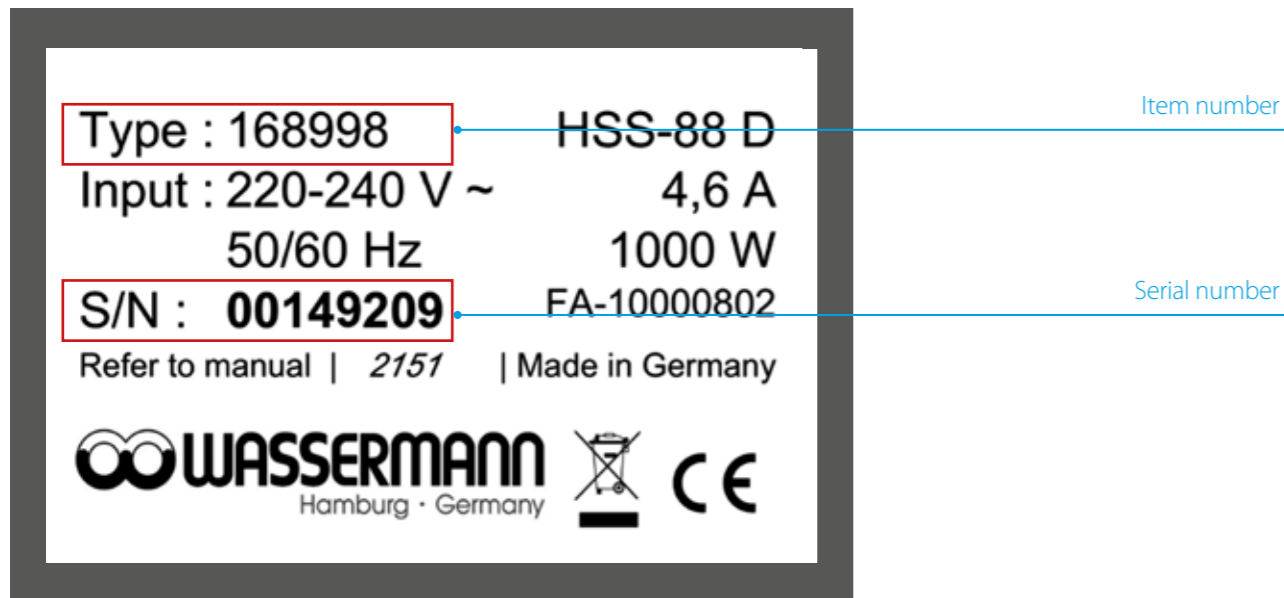 Type : 168998 HSS-88 D
Item number
Input : 220-240 V ~ 4,6 A
50/60 Hz 1000 W
S/N : 00149209 FA-10000802
Serial number
Refer to manual | 2151 | Made in Germany
WASSERMANN
Hamburg · Germany
CE